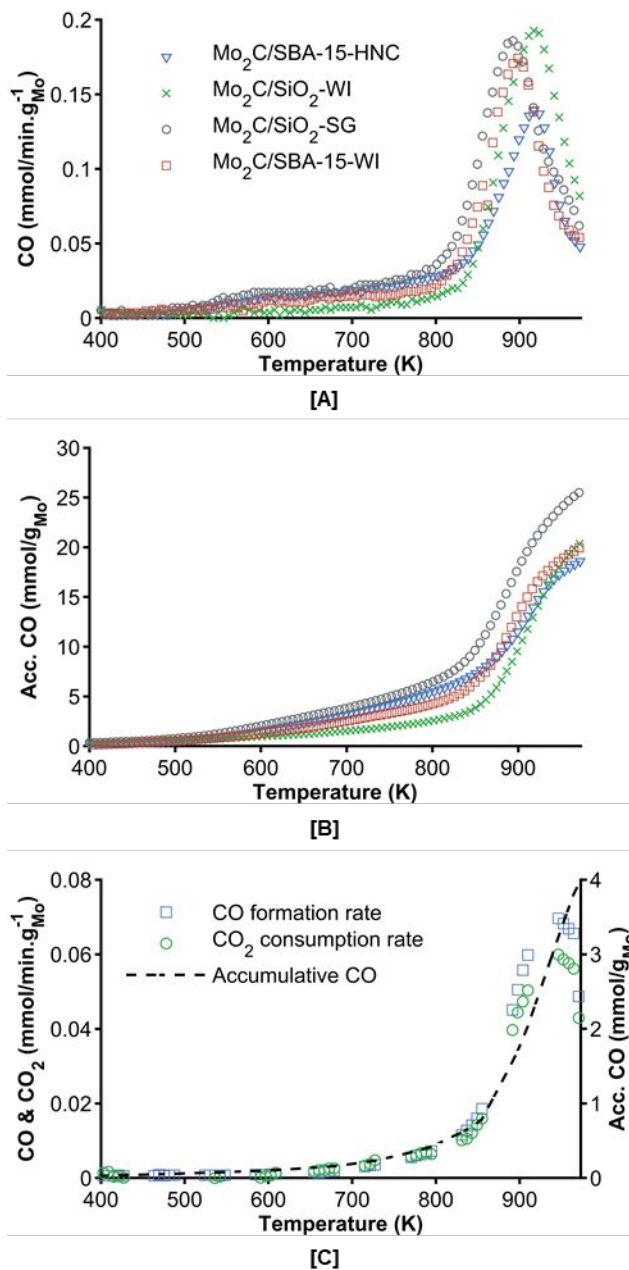 0.2
0.15
0.1
0.05
0
CO (mmol/min.g⁻¹Mo)
Mo₂C/SBA-15-HNC
Mo₂C/SiO₂-WI
Mo₂C/SiO₂-SG
Mo₂C/SBA-15-WI
400 500 600 700 800 900
Temperature (K)
[A]
30
25
20
15
10
5
0
Acc. CO (mmol/gMo)
400 500 600 700 800 900
Temperature (K)
[B]
0.08
0.06
0.04
0.02
0
CO & CO₂ (mmol/min.g⁻¹Mo)
CO formation rate
CO₂ consumption rate
Accumulative CO
4
3
2
1
0
Acc. CO (mmol/gMo)
400 500 600 700 800 900
Temperature (K)
[C]